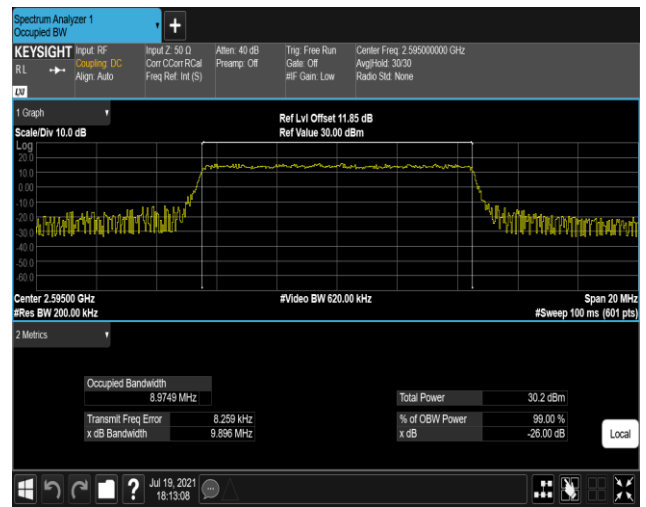 Spectrum Analyzer 1
Occupied BW
KEYSIGHT
RL
LXI
Input: RF
Coupling: DC
Align: Auto
Input Z: 50 Ω
Corr CCorr RCal
Freq Ref: Int (S)
Atten: 40 dB
Preamp: Off
Trig: Free Run
Gate: Off
#IF Gain: Low
Center Freq: 2.595000000 GHz
Avg|Hold: 30/30
Radio Std: None
1 Graph
Scale/Div 10.0 dB
Ref Lvl Offset 11.85 dB
Ref Value 30.00 dBm
Log
20.0
10.0
0.00
-10.0
-20.0
-30.0
-40.0
-50.0
-60.0
Center 2.59500 GHz
#Res BW 200.00 kHz
#Video BW 620.00 kHz
Span 20 MHz
#Sweep 100 ms (601 pts)
2 Metrics
Occupied Bandwidth
8.9749 MHz
Transmit Freq Error 8.259 kHz
x dB Bandwidth 9.896 MHz
Total Power 30.2 dBm
% of OBW Power 99.00 %
x dB -26.00 dB
Local
?
Jul 19, 2021
18:13:08